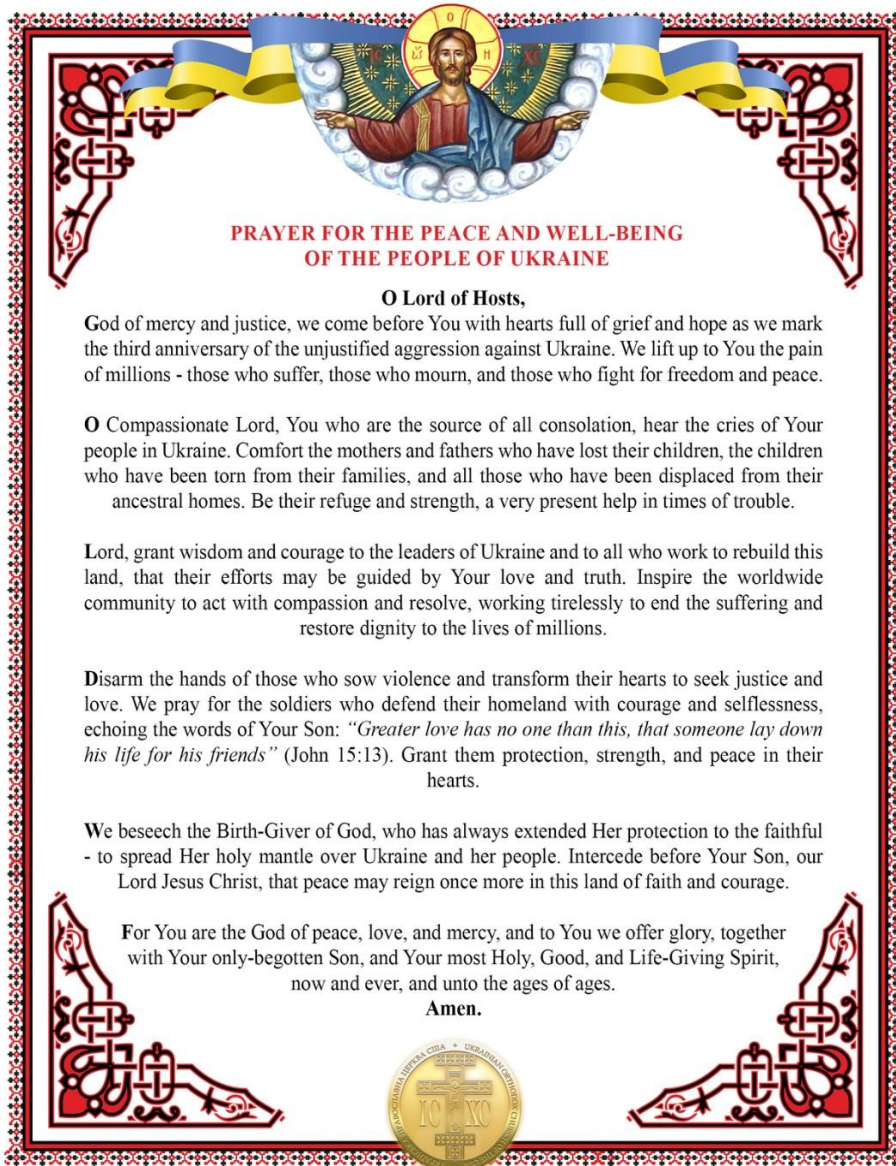 Ο
ὤ Η
IC XC
PRAYER FOR THE PEACE AND WELL-BEING
OF THE PEOPLE OF UKRAINE
O Lord of Hosts,
God of mercy and justice, we come before You with hearts full of grief and hope as we mark
the third anniversary of the unjustified aggression against Ukraine. We lift up to You the pain
of millions - those who suffer, those who mourn, and those who fight for freedom and peace.
O Compassionate Lord, You who are the source of all consolation, hear the cries of Your
people in Ukraine. Comfort the mothers and fathers who have lost their children, the children
who have been torn from their families, and all those who have been displaced from their
ancestral homes. Be their refuge and strength, a very present help in times of trouble.
Lord, grant wisdom and courage to the leaders of Ukraine and to all who work to rebuild this
land, that their efforts may be guided by Your love and truth. Inspire the worldwide
community to act with compassion and resolve, working tirelessly to end the suffering and
restore dignity to the lives of millions.
Disarm the hands of those who sow violence and transform their hearts to seek justice and
love. We pray for the soldiers who defend their homeland with courage and selflessness,
echoing the words of Your Son: “Greater love has no one than this, that someone lay down
his life for his friends” (John 15:13). Grant them protection, strength, and peace in their
hearts.
We beseech the Birth-Giver of God, who has always extended Her protection to the faithful
- to spread Her holy mantle over Ukraine and her people. Intercede before Your Son, our
Lord Jesus Christ, that peace may reign once more in this land of faith and courage.
For You are the God of peace, love, and mercy, and to You we offer glory, together
with Your only-begotten Son, and Your most Holy, Good, and Life-Giving Spirit,
now and ever, and unto the ages of ages.
Amen.
ПРАВОСЛАВНА ЦЕРКВА США • UKRAINIAN ORTHODOX CHURCH
IC XC